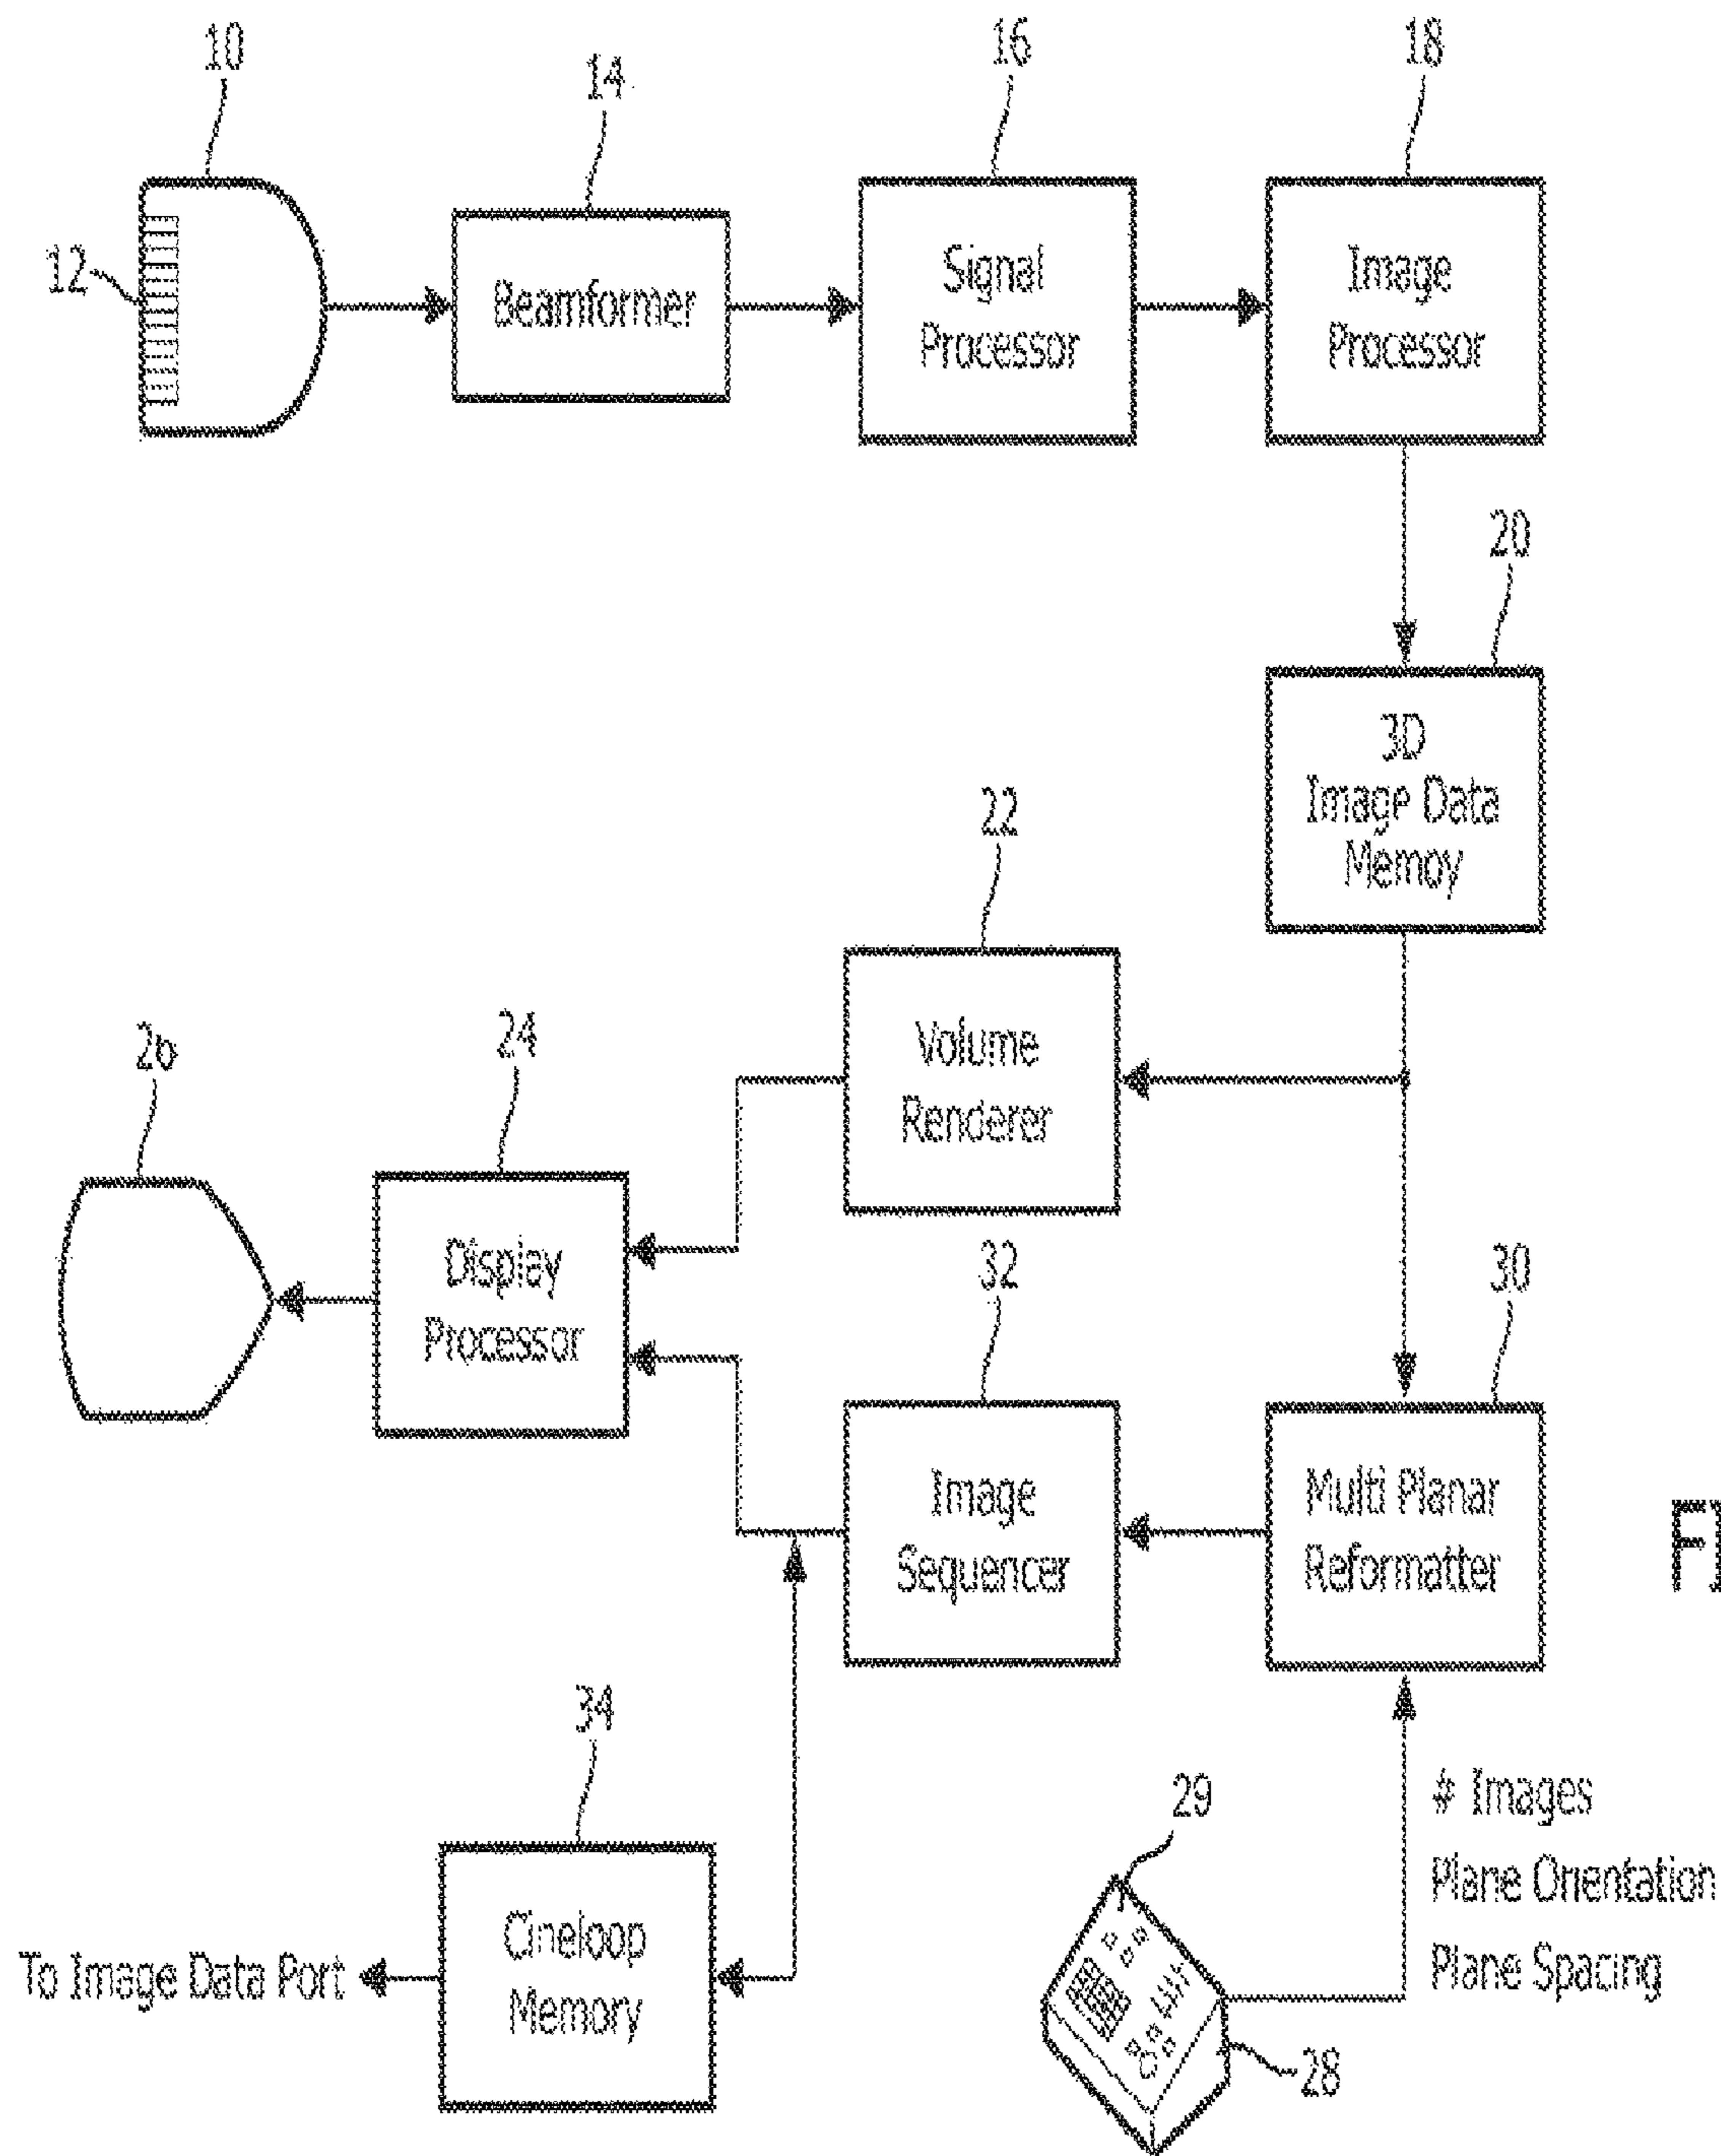 10
14
16
18
12
Beamformer
Signal
Processor
Image
Processor
20
3D
Image Data
Memoy
22
Volume
Renderer
26
24
Display
Processor
32
30
Image
Sequencer
Multi Planar
Reformatter
FI
34
Cineloop
Memory
To Image Data Port
29
28
# Images
Plane Orientation
Plane Spacing